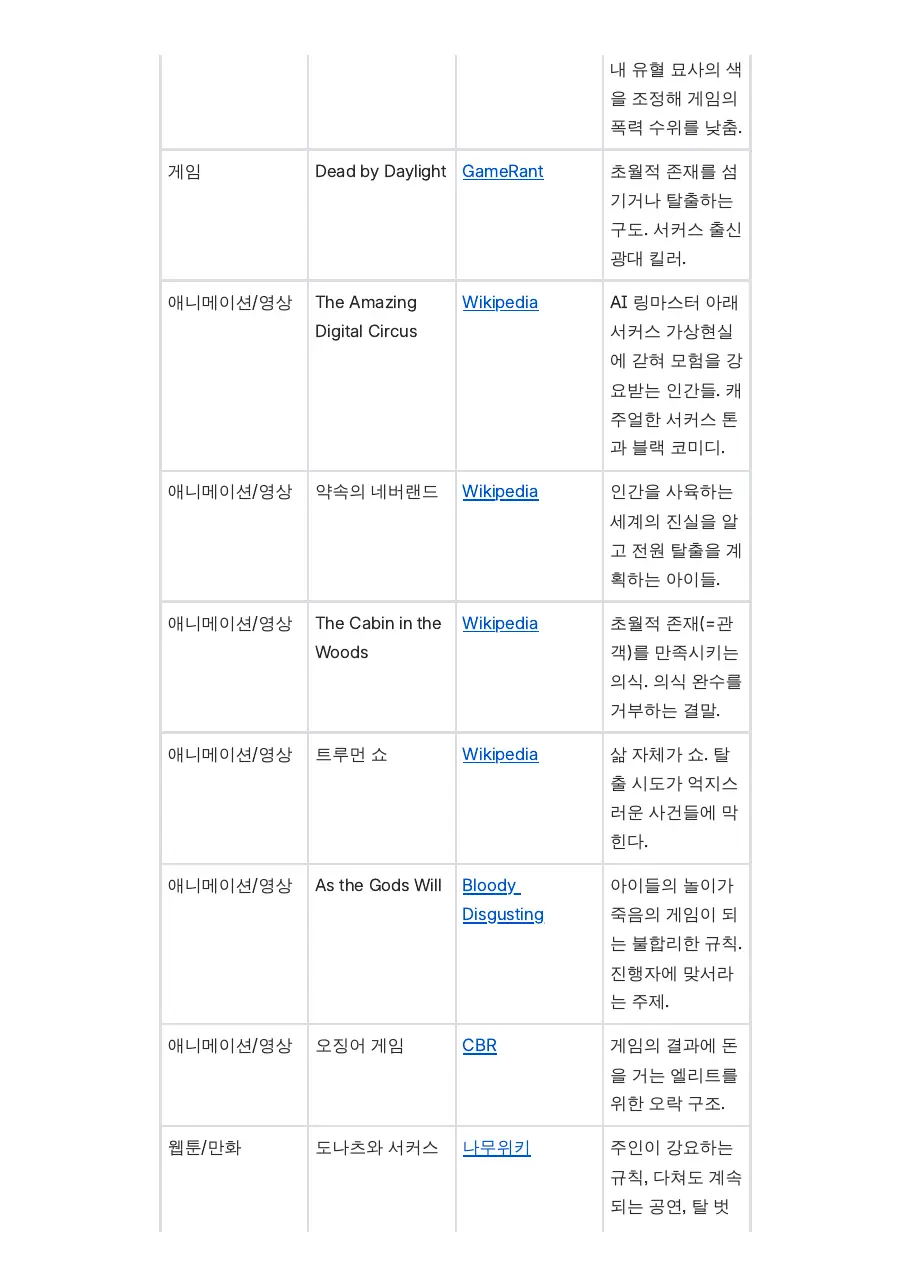 내 유혈 묘사의 색
을 조정해 게임의
폭력 수위를 낮춤.
게임
Dead by Daylight
GameRant
초월적 존재를 섬
기거나 탈출하는
구도. 서커스 출신
광대 킬러.
애니메이션/영상
The Amazing
Digital Circus
Wikipedia
AI 링마스터 아래
서커스 가상현실
에 갇혀 모험을 강
요받는 인간들. 캐
주얼한 서커스 톤
과 블랙 코미디.
애니메이션/영상
약속의 네버랜드
Wikipedia
인간을 사육하는
세계의 진실을 알
고 전원 탈출을 계
획하는 아이들.
애니메이션/영상
The Cabin in the
Woods
Wikipedia
초월적 존재(=관
객)를 만족시키는
의식. 의식 완수를
거부하는 결말.
애니메이션/영상
트루먼 쇼
Wikipedia
삶 자체가 쇼. 탈
출 시도가 억지스
러운 사건들에 막
힌다.
애니메이션/영상
As the Gods Will
Bloody
Disgusting
아이들의 놀이가
죽음의 게임이 되
는 불합리한 규칙.
진행자에 맞서라
는 주제.
애니메이션/영상
오징어 게임
CBR
게임의 결과에 돈
을 거는 엘리트를
위한 오락 구조.
웹툰/만화
도나츠와 서커스
나무위키
주인이 강요하는
규칙, 다쳐도 계속
되는 공연, 탈 벗